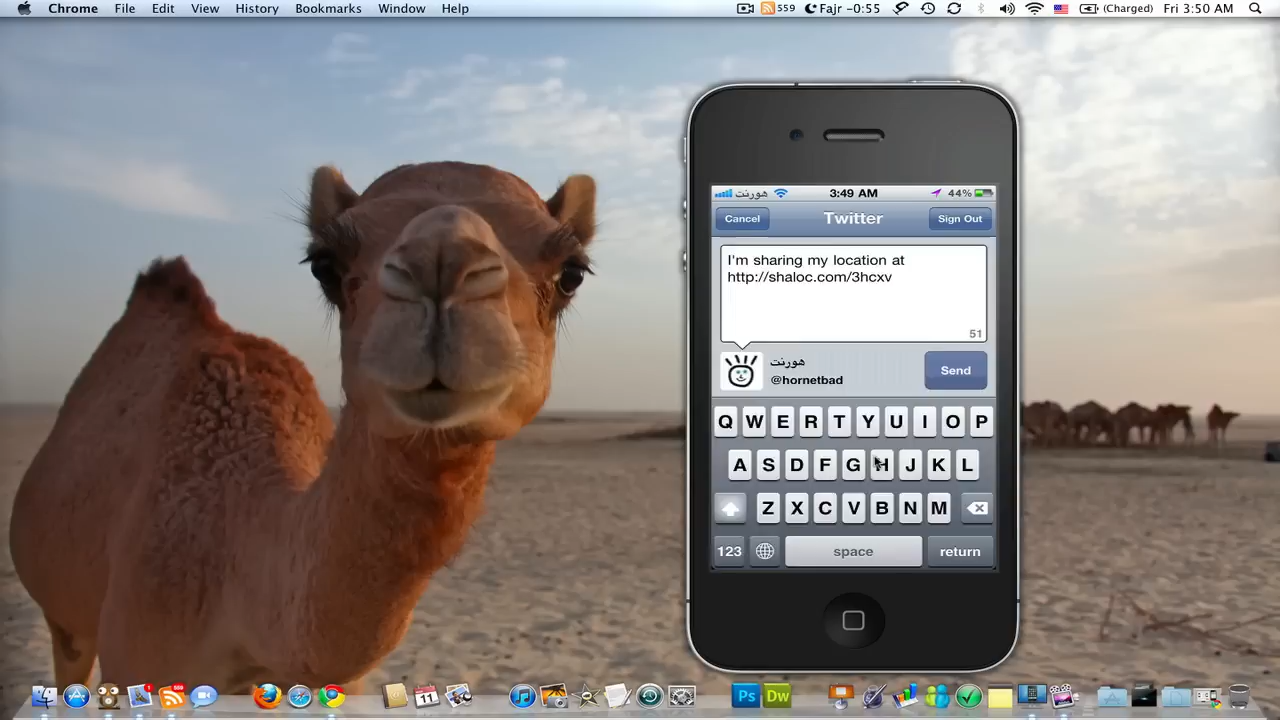 Chrome File Edit View History Bookmarks Window Help 559 Fajr -0:55 (Charged) Fri 3:50 AM
هورنت 3:49 AM 44%
Cancel Twitter Sign Out
I'm sharing my location at
http://shaloc.com/3hcxv
51
هورنت
@hornetbad
Send
Q W E R T Y U I O P
A S D F G H J K L
Z X C V B N M
123 space return
Ps Dw